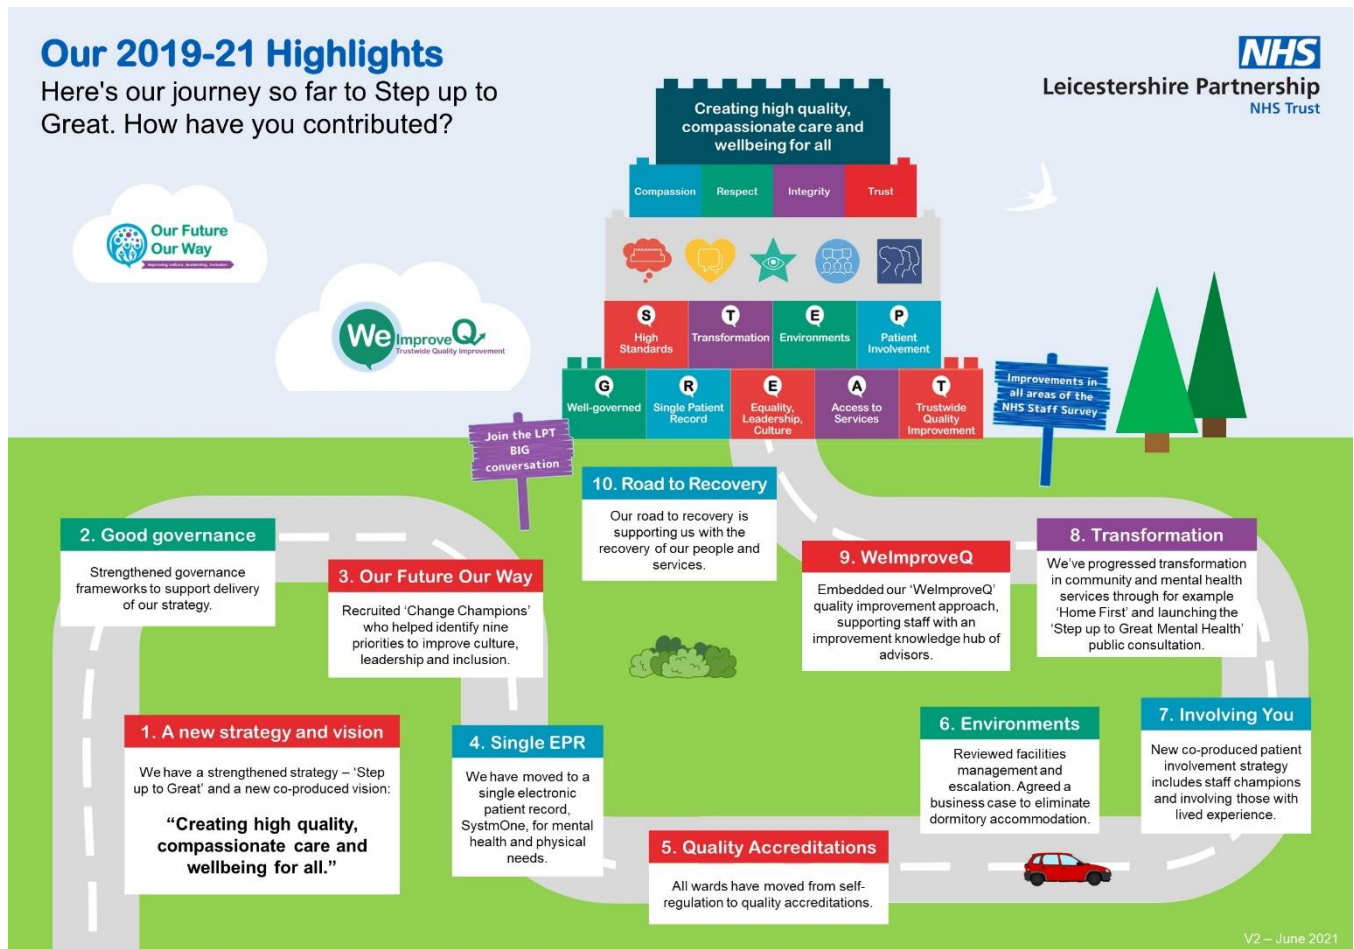 Our 2019-21 Highlights
Here's our journey so far to Step up to
Great. How have you contributed?
NHS
Leicestershire Partnership
NHS Trust
Creating high quality,
compassionate care and
wellbeing for all
Compassion
Respect
Integrity
Trust
Our Future
Our Way
Improving culture, leadership, inclusion
We ImproveQ
Trustwide Quality Improvement
S
High
Standards
T
Transformation
E
Environments
P
Patient
Involvement
G
Well-governed
R
Single Patient
Record
E
Equality,
Leadership,
Culture
A
Access to
Services
T
Trustwide
Quality
Improvement
Join the LPT
BIG
conversation
Improvements in
all areas of the
NHS Staff Survey
1. A new strategy and vision
We have a strengthened strategy – ‘Step
up to Great’ and a new co-produced vision:
“Creating high quality,
compassionate care and
wellbeing for all.”
2. Good governance
Strengthened governance
frameworks to support delivery
of our strategy.
3. Our Future Our Way
Recruited ‘Change Champions’
who helped identify nine
priorities to improve culture,
leadership and inclusion.
4. Single EPR
We have moved to a
single electronic
patient record,
SystmOne, for mental
health and physical
needs.
5. Quality Accreditations
All wards have moved from self-
regulation to quality accreditations.
6. Environments
Reviewed facilities
management and
escalation. Agreed a
business case to eliminate
dormitory accommodation.
7. Involving You
New co-produced patient
involvement strategy
includes staff champions
and involving those with
lived experience.
8. Transformation
We’ve progressed transformation
in community and mental health
services through for example
‘Home First’ and launching the
‘Step up to Great Mental Health’
public consultation.
9. WeImproveQ
Embedded our ‘WeImproveQ’
quality improvement approach,
supporting staff with an
improvement knowledge hub of
advisors.
10. Road to Recovery
Our road to recovery is
supporting us with the
recovery of our people and
services.
V2 – June 2021